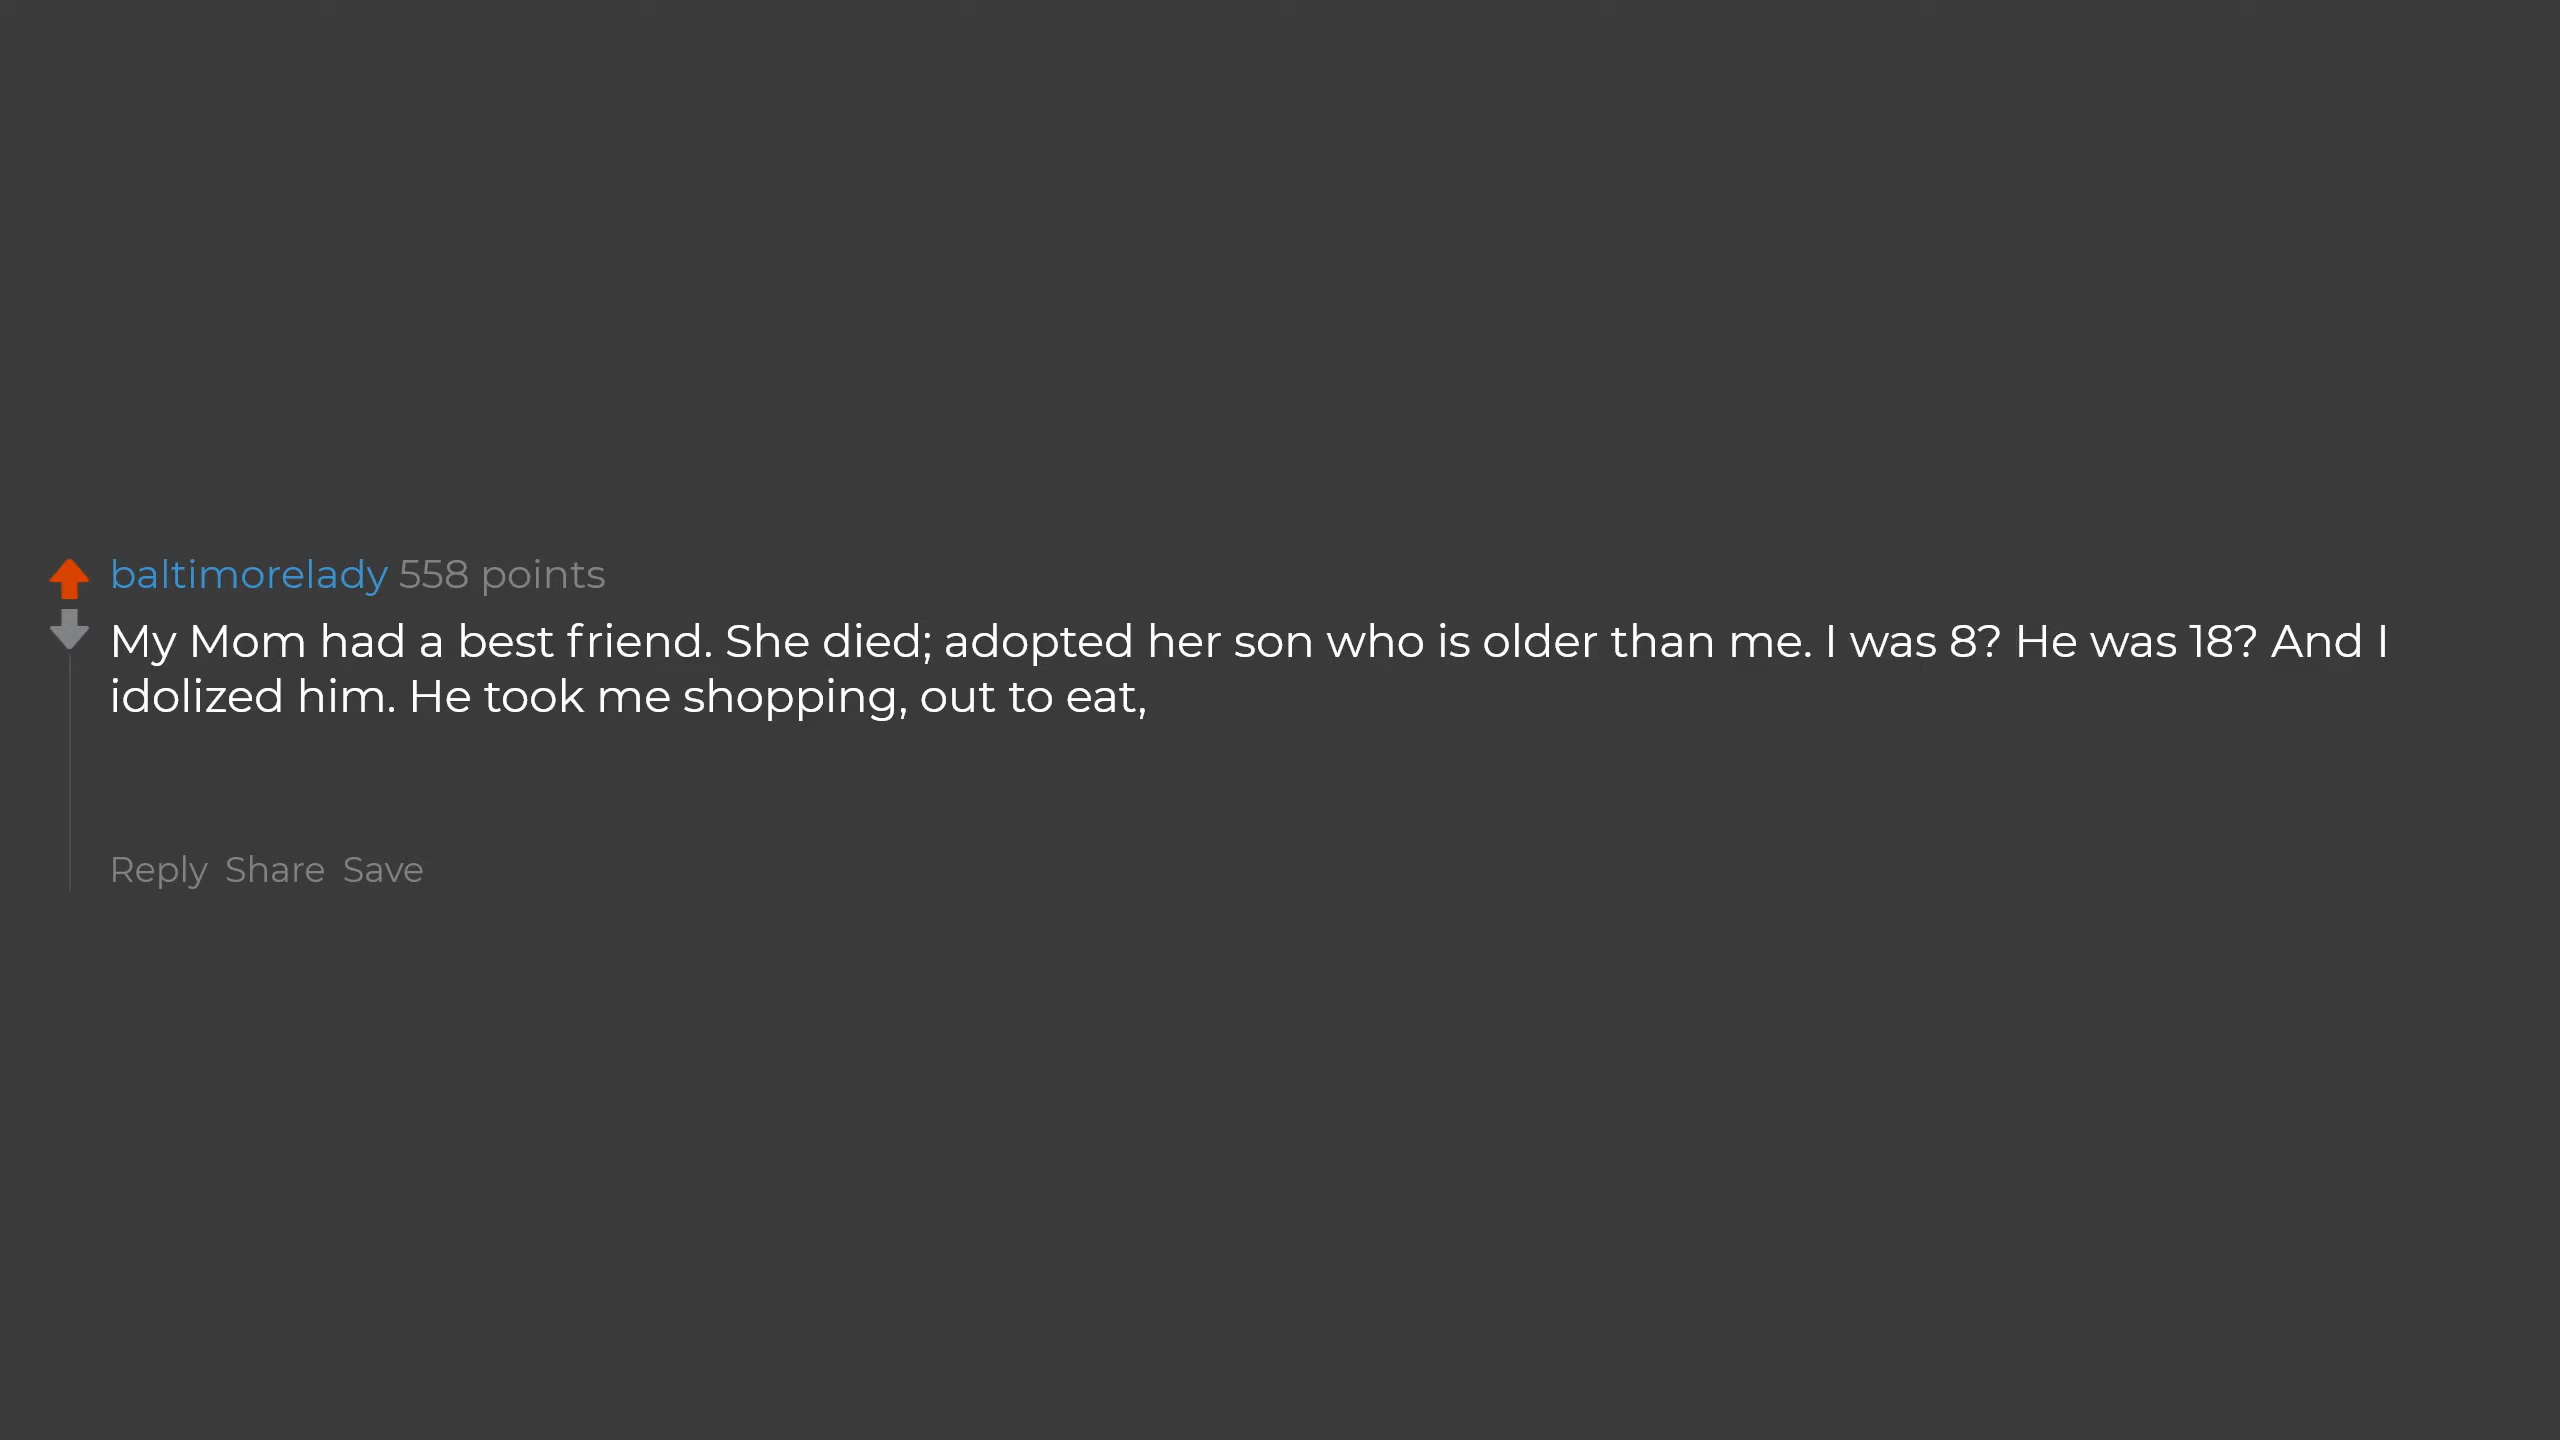 baltimorelady 558 points
My Mom had a best friend. She died; adopted her son who is older than me. I was 8? He was 18? And I
idolized him. He took me shopping, out to eat,
Reply Share Save